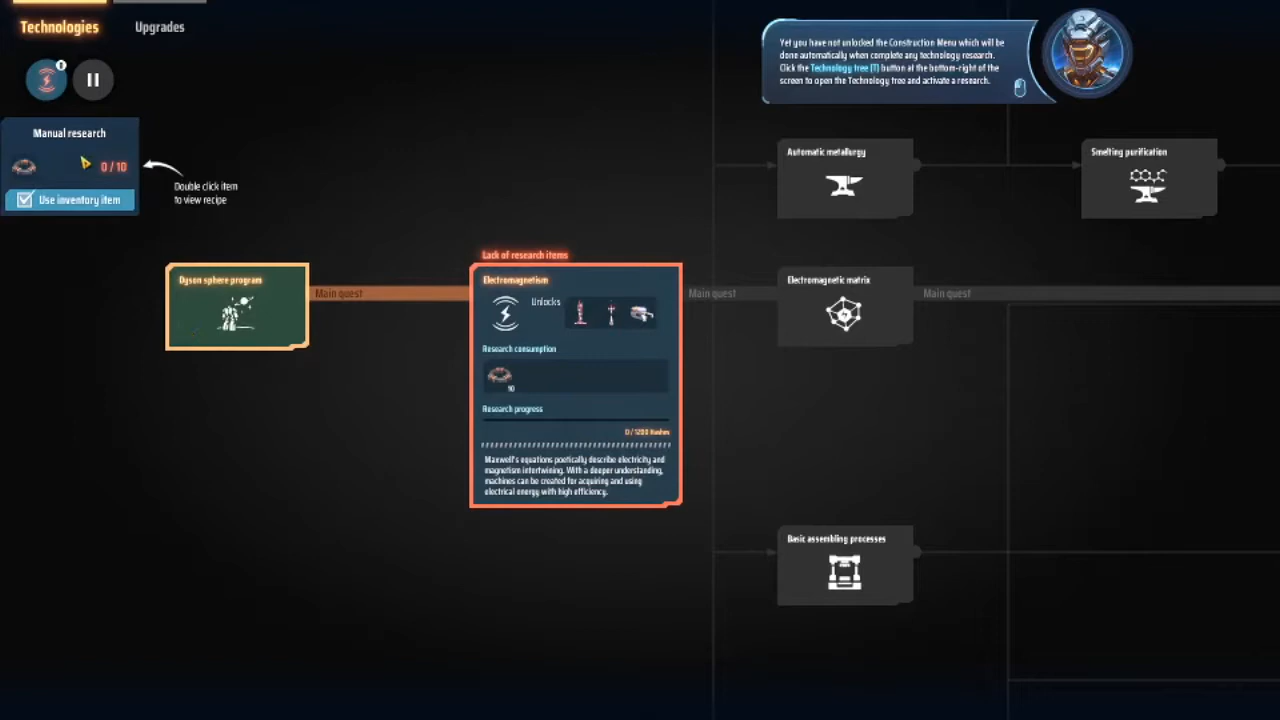 Technologies
Upgrades
Yet you have not unlocked the Construction Menu which will be
done automatically when complete any technology research.
Click the Technology tree (T) button at the bottom-right of the
screen to open the Technology tree and activate a research.
Manual research
0 / 10
Use inventory item
Double click item
to view recipe
Automatic metallurgy
Smelting purification
Dyson sphere program
Main quest
Lack of research items
Electromagnetism
Unlocks
Research consumption
10
Research progress
0 / 1200 Hashes
Maxwell's equations poetically describe electricity and
magnetism intertwining. With a deeper understanding,
machines can be created for acquiring and using
electrical energy with high efficiency.
Main quest
Electromagnetic matrix
Main quest
Basic assembling processes